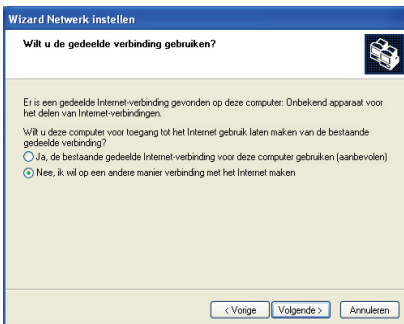 Wizard Netwerk instellen
Wilt u de gedeelde verbinding gebruiken?
Er is een gedeelde Internet-verbinding gevonden op deze computer: Onbekend apparaat voor
het delen van Internet-verbindingen.
Wilt u deze computer voor toegang tot het Internet gebruik laten maken van de bestaande
gedeelde verbinding?
Ja, de bestaande gedeelde Internet-verbinding voor deze computer gebruiken (aanbevolen)
Nee, ik wil op een andere manier verbinding met het Internet maken
< Vorige
Volgende >
Annuleren